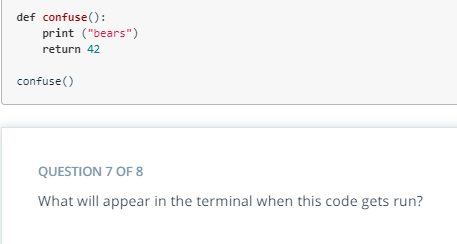 def confuse():
    print ("bears")
    return 42
confuse()
QUESTION 7 OF 8
What will appear in the terminal when this code gets run?